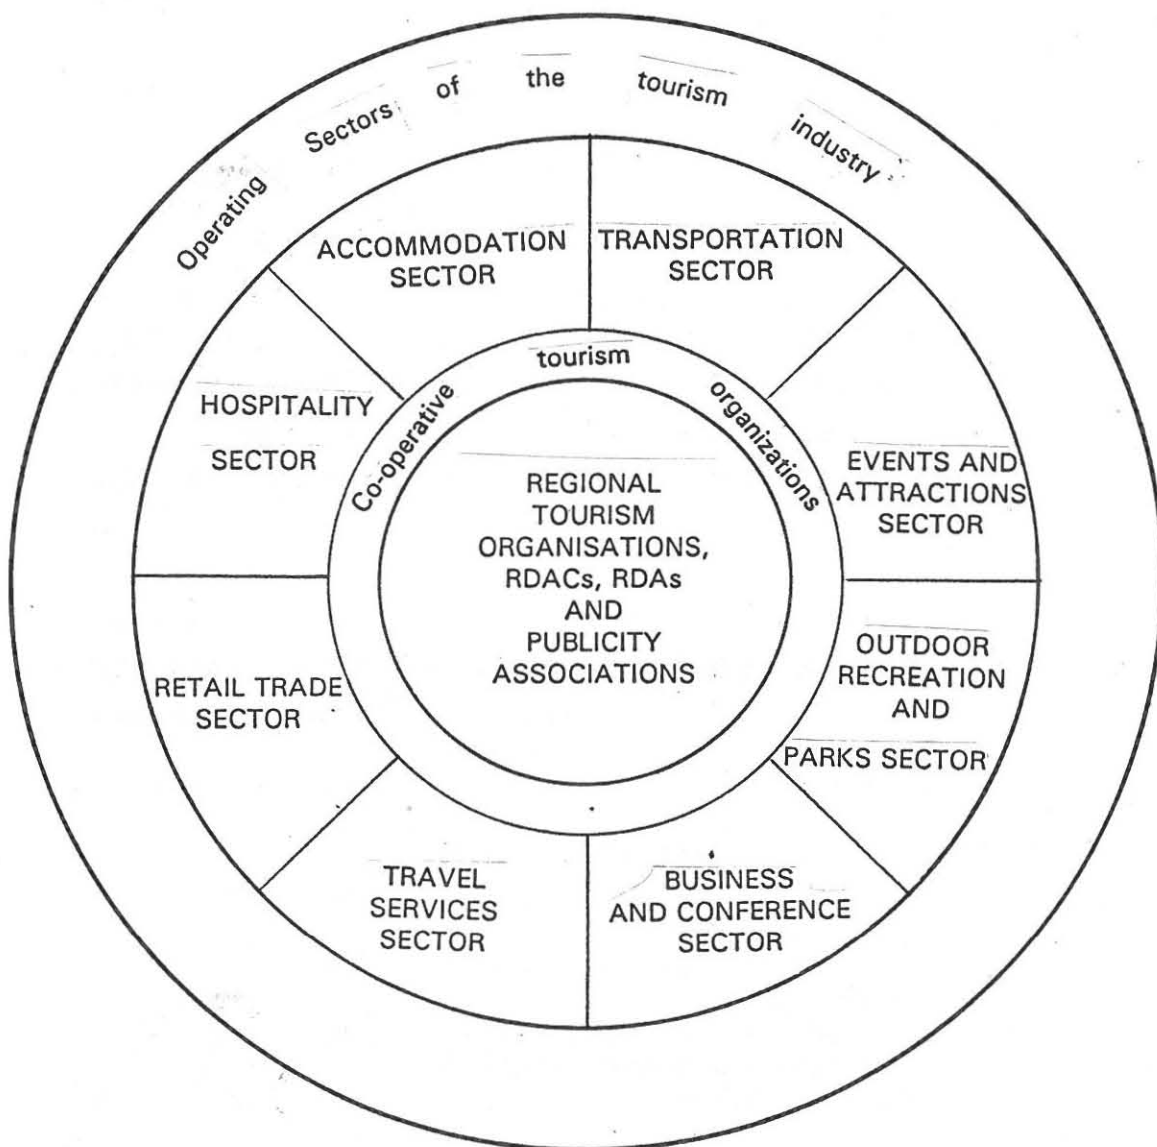 Operating Sectors of the tourism industry
ACCOMMODATION
SECTOR
TRANSPORTATION
SECTOR
HOSPITALITY
SECTOR
EVENTS AND
ATTRACTIONS
SECTOR
Co-operative tourism organizations
REGIONAL
TOURISM
ORGANISATIONS,
RDACs, RDAs
AND
PUBLICITY
ASSOCIATIONS
RETAIL TRADE
SECTOR
OUTDOOR
RECREATION
AND
PARKS SECTOR
TRAVEL
SERVICES
SECTOR
BUSINESS
AND CONFERENCE
SECTOR